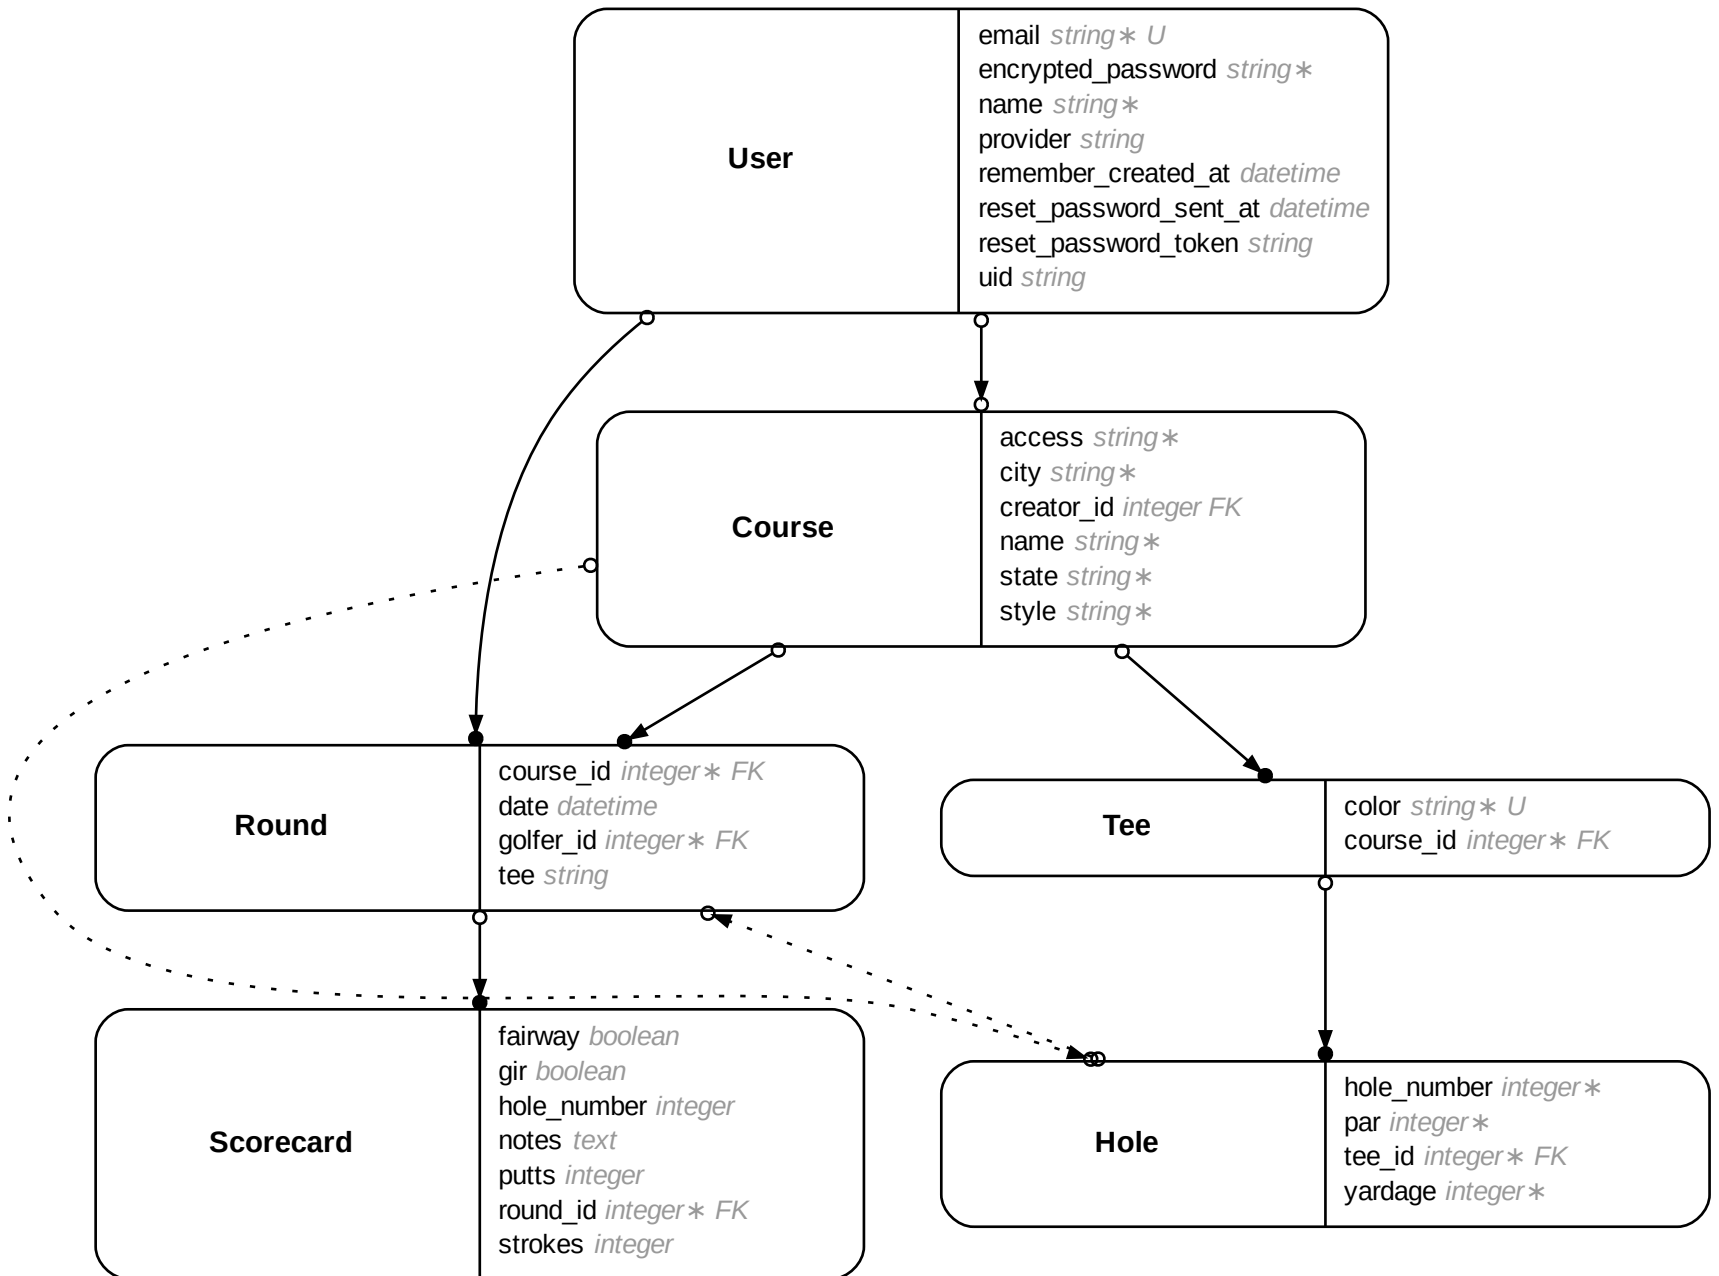 User
email string∗ U
encrypted_password string∗
name string∗
provider string
remember_created_at datetime
reset_password_sent_at datetime
reset_password_token string
uid string
Course
access string∗
city string∗
creator_id integer FK
name string∗
state string∗
style string∗
Round
course_id integer∗ FK
date datetime
golfer_id integer∗ FK
tee string
Tee
color string∗ U
course_id integer∗ FK
Scorecard
fairway boolean
gir boolean
hole_number integer
notes text
putts integer
round_id integer∗ FK
strokes integer
Hole
hole_number integer∗
par integer∗
tee_id integer∗ FK
yardage integer∗